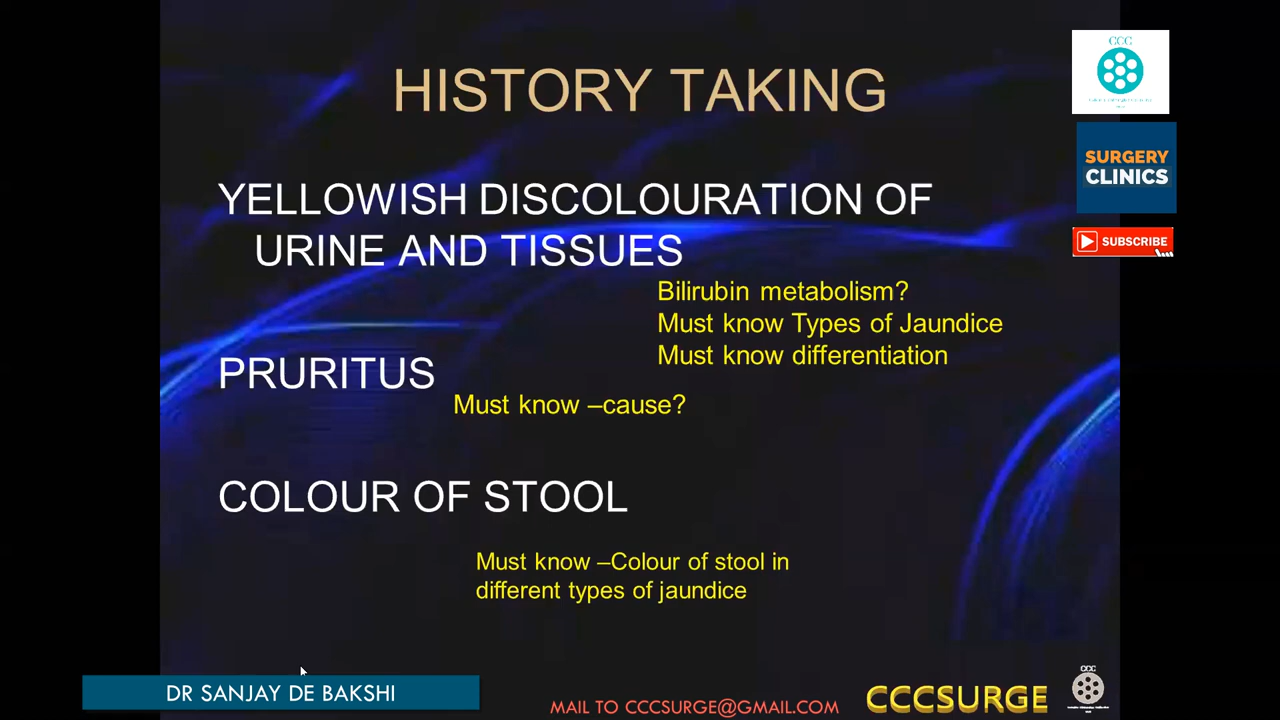 HISTORY TAKING
CCC
SURGERY
CLINICS
SUBSCRIBE
YELLOWISH DISCOLOURATION OF
URINE AND TISSUES
Bilirubin metabolism?
Must know Types of Jaundice
Must know differentiation
PRURITUS
Must know –cause?
COLOUR OF STOOL
Must know –Colour of stool in
different types of jaundice
DR SANJAY DE BAKSHI
MAIL TO CCCSURGE@GMAIL.COM
CCCSURGE
CCC